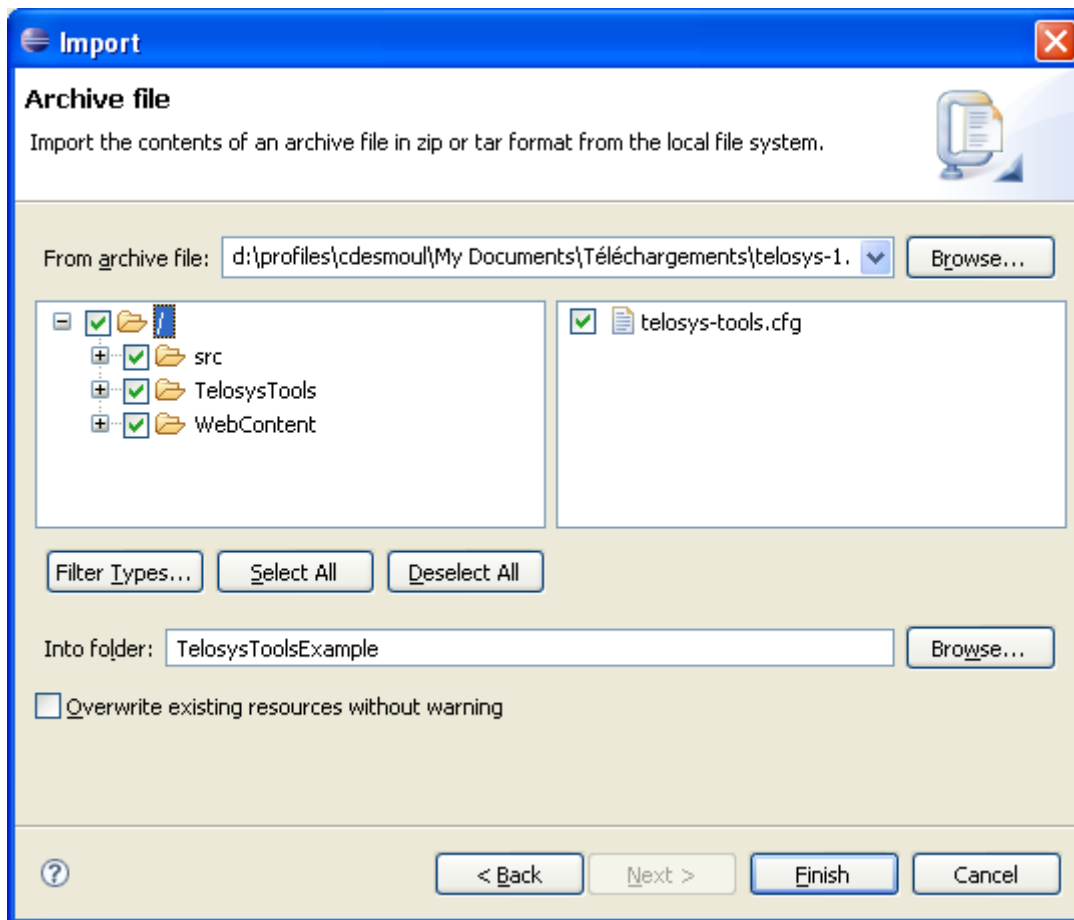 Import
Archive file
Import the contents of an archive file in zip or tar format from the local file system.
From archive file: d:\profiles\cdesmoul\My Documents\Téléchargements\telosys-1. Browse...
/
src
TelosysTools
WebContent
telosys-tools.cfg
Filter Types... Select All Deselect All
Into folder: TelosysToolsExample Browse...
Overwrite existing resources without warning
? < Back Next > Finish Cancel